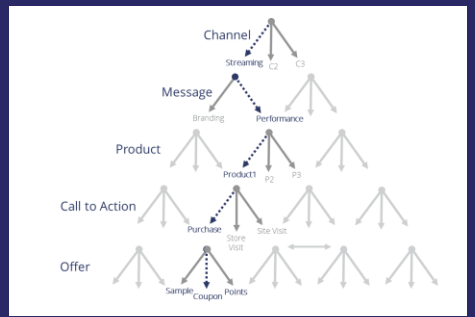 Channel
Streaming C2 C3
Message
Branding Performance
Product
Product1 P2 P3
Call to Action
Purchase Store Visit Site Visit
Offer
Sample Coupon Points